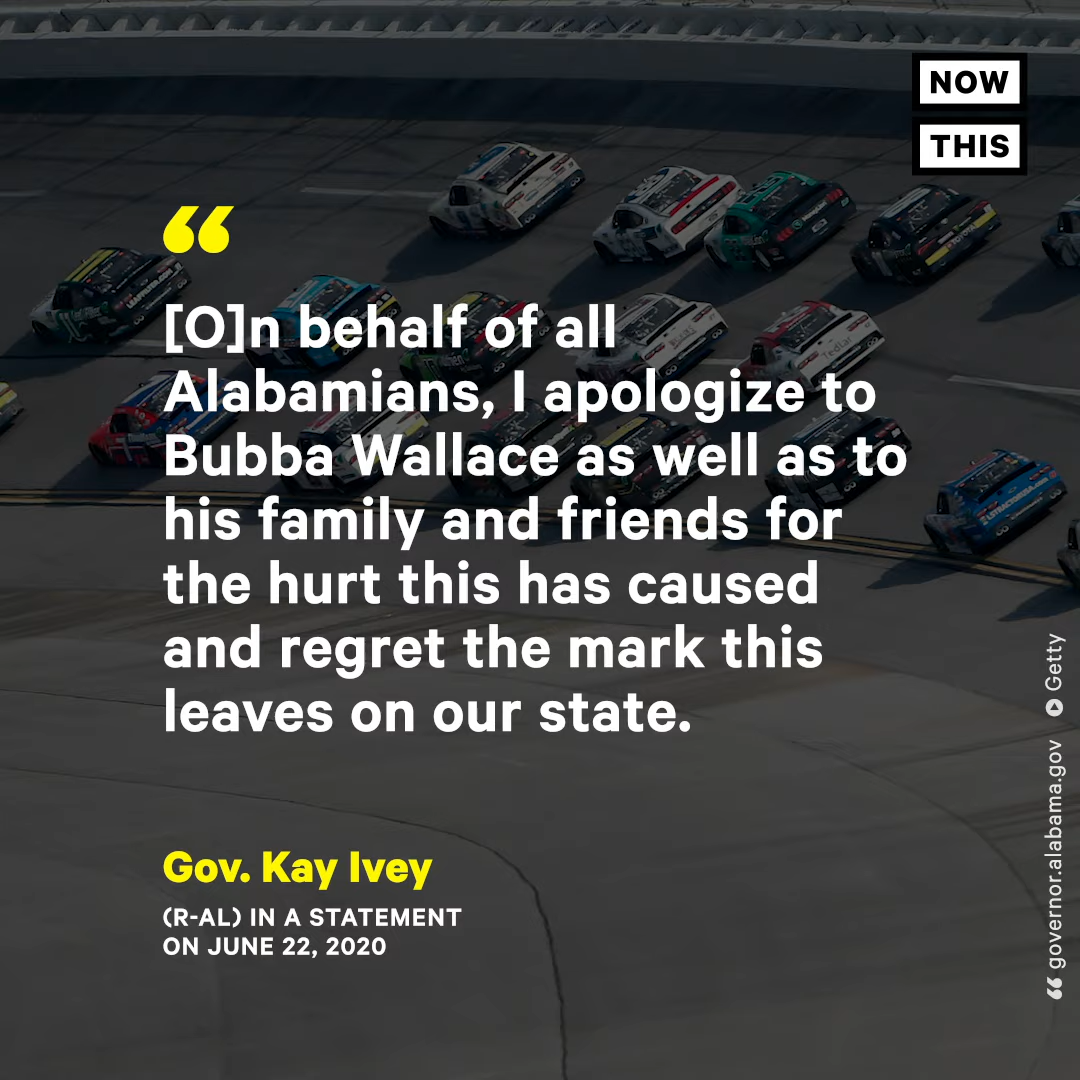 NOW
THIS
“
[O]n behalf of all
Alabamians, I apologize to
Bubba Wallace as well as to
his family and friends for
the hurt this has caused
and regret the mark this
leaves on our state.
Gov. Kay Ivey
(R-AL) IN A STATEMENT
ON JUNE 22, 2020
“ governor.alabama.gov Getty